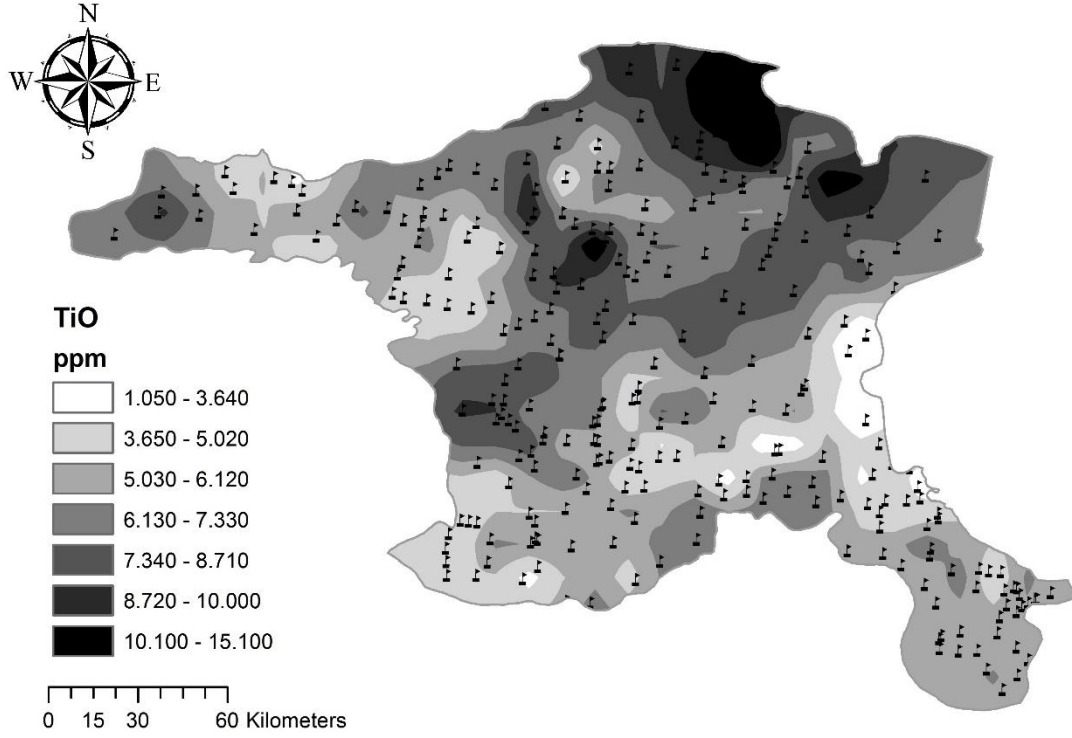 N
W E
S
TiO
ppm
1.050 - 3.640
3.650 - 5.020
5.030 - 6.120
6.130 - 7.330
7.340 - 8.710
8.720 - 10.000
10.100 - 15.100
0 15 30 60 Kilometers